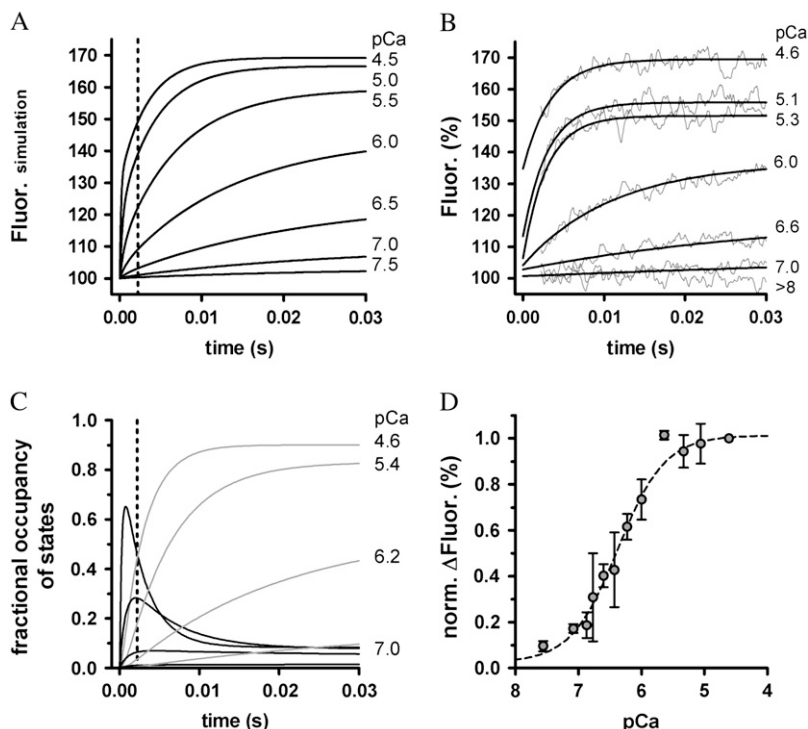 A
pCa
Fluor. simulation
170
160
150
140
130
120
110
100
4.5
5.0
5.5
6.0
6.5
7.0
7.5
0.00 0.01 0.02 0.03
time (s)
B
pCa
Fluor. (%)
170
160
150
140
130
120
110
100
4.6
5.1
5.3
6.0
6.6
7.0
>8
0.00 0.01 0.02 0.03
time (s)
C
pCa
fractional occupancy
of states
1.0
0.8
0.6
0.4
0.2
0.0
4.6
5.4
6.2
7.0
0.00 0.01 0.02 0.03
time (s)
D
norm. ΔFluor. (%)
1.0
0.8
0.6
0.4
0.2
0.0
8 7 6 5 4
pCa